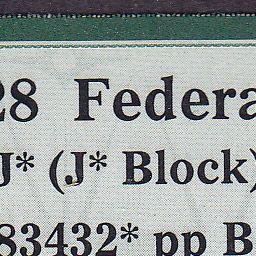 28 Federa
J* (J* Block)
83432* pp B